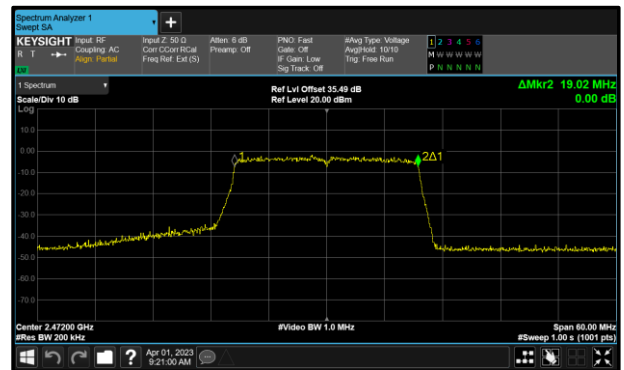 Spectrum Analyzer 1
Swept SA
+
KEYSIGHT Input: RF Input Z: 50 Ω Atten: 6 dB PNO: Fast #Avg Type: Voltage 1 2 3 4 5 6
R T Coupling: AC Corr CCorr RCal Preamp: Off Gate: Off Avg|Hold: 10/10 M W W W W W
Align: Partial Freq Ref: Ext (S) IF Gain: Low Trig: Free Run
Sig Track: Off P N N N N N
1 Spectrum ΔMkr2 19.02 MHz
Ref Lvl Offset 35.49 dB
Scale/Div 10 dB Ref Level 20.00 dBm 0.00 dB
Log
10.0
0.00
1 2Δ1
-10.0
-20.0
-30.0
-40.0
-50.0
-60.0
-70.0
Center 2.47200 GHz #Video BW 1.0 MHz Span 60.00 MHz
#Res BW 200 kHz #Sweep 1.00 s (1001 pts)
? Apr 01, 2023
9:21:00 AM